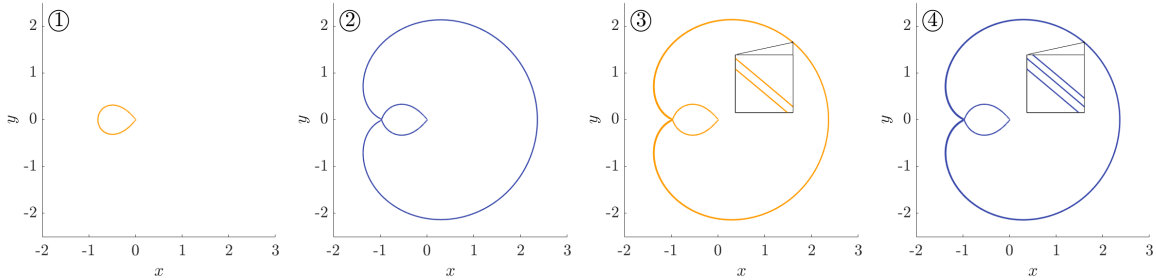 ① ② ③ ④
2 2 2 2
1 1 1 1
y 0 y 0 y 0 y 0
-1 -1 -1 -1
-2 -2 -2 -2
-2 -1 0 1 2 3 -2 -1 0 1 2 3 -2 -1 0 1 2 3 -2 -1 0 1 2 3
x x x x